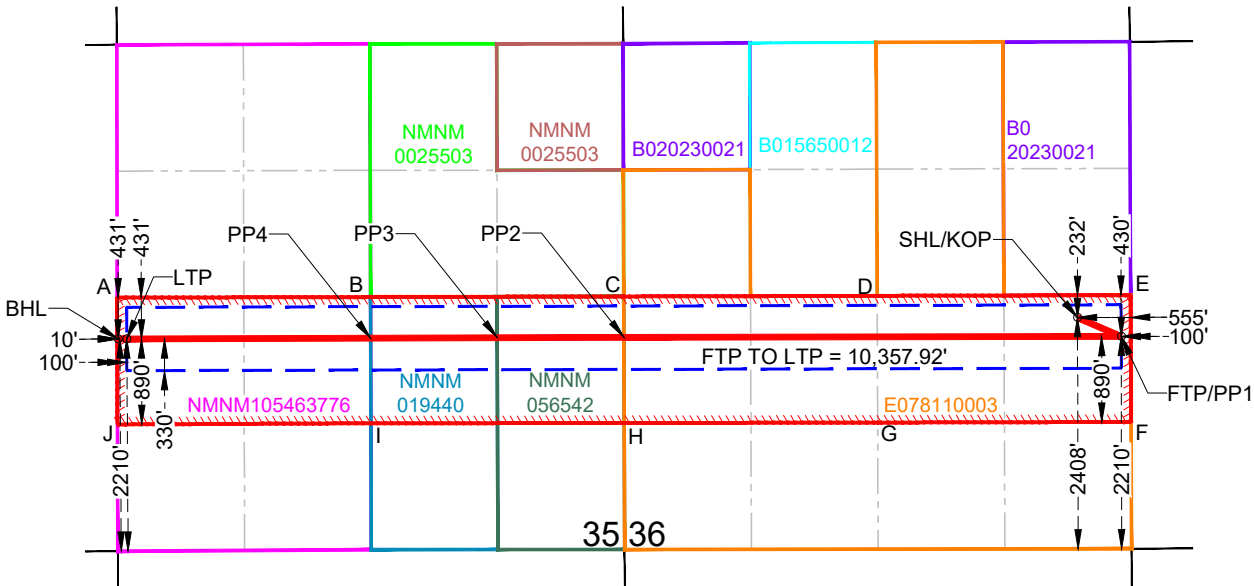 NMNM
0025503
NMNM
0025503
B020230021
B015650012
B0
20230021
431'
431'
PP4
PP3
PP2
SHL/KOP
232'
430'
LTP
A
B
C
D
E
BHL
10'
100'
555'
100'
FTP TO LTP = 10,357.92'
890'
330'
NMNM105463776
NMNM
019440
NMNM
056542
E078110003
890'
FTP/PP1
J
I
H
G
F
2210'
2408'
2210'
35
36